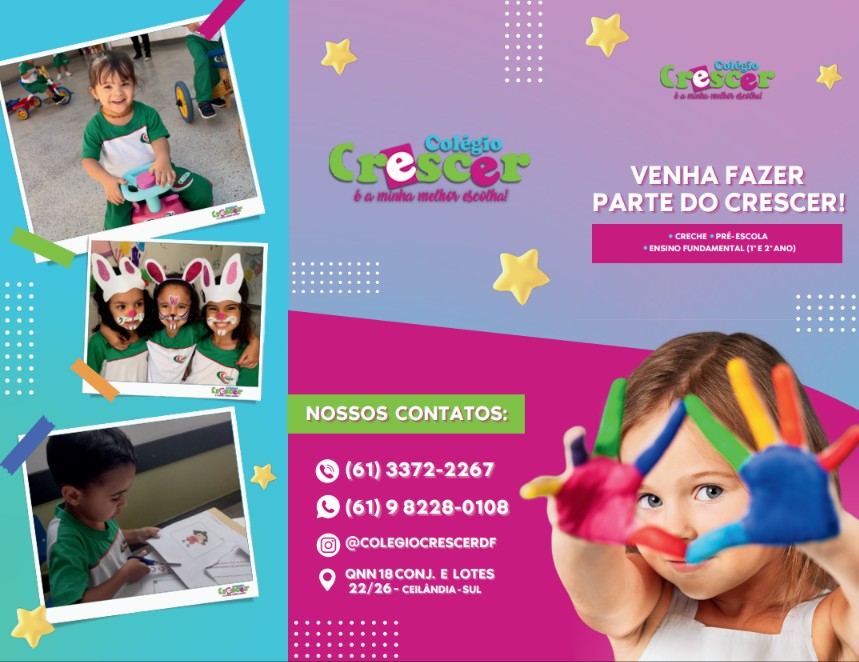 Colégio
Crescer
é a minha melhor escolha!
NOSSOS CONTATOS:
(61) 3372-2267
(61) 9 8228-0108
@COLEGIOCRESCERDF
QNN 18 CONJ. E LOTES
22/26 - CEILÂNDIA - SUL
Colégio
Crescer
é a minha melhor escolha!
VENHA FAZER
PARTE DO CRESCER!
• CRECHE • PRÉ-ESCOLA
• ENSINO FUNDAMENTAL (1º E 2º ANO)